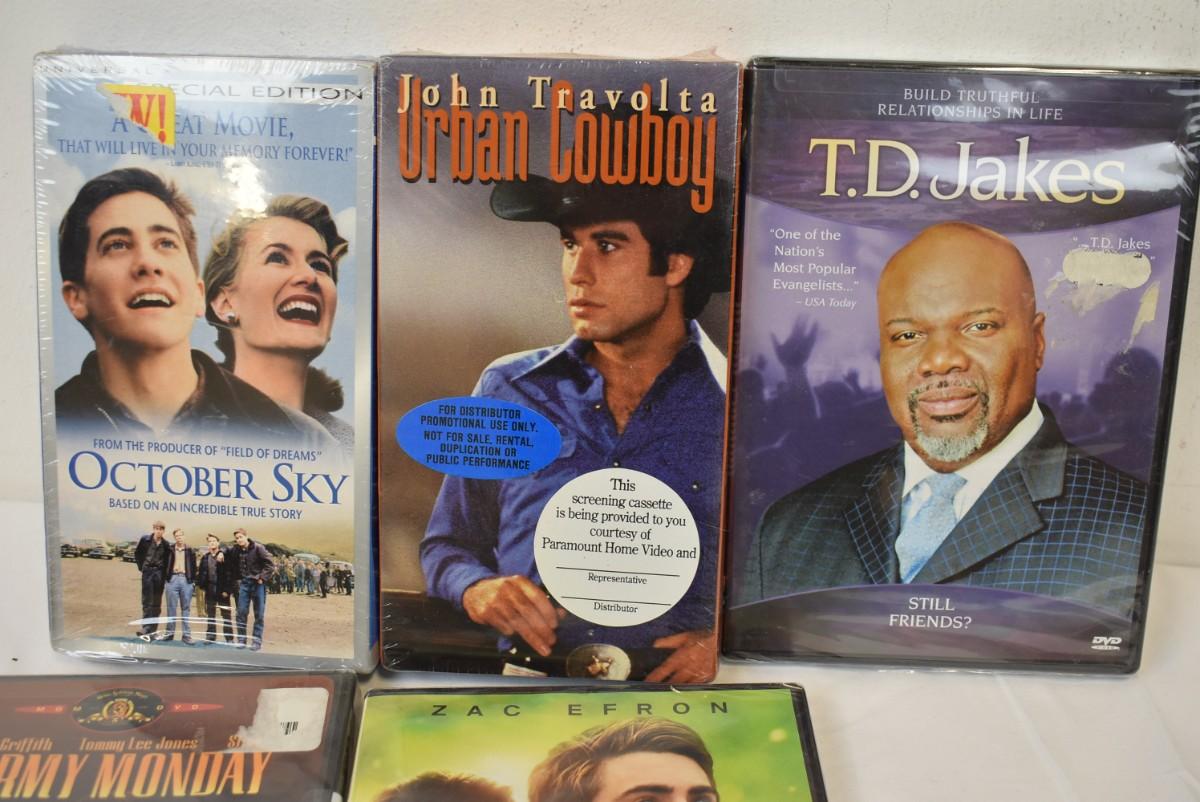 UNIVERSAL
SPECIAL EDITION
W!
A GREAT MOVIE,
THAT WILL LIVE IN YOUR MEMORY FOREVER!"
FROM THE PRODUCER OF "FIELD OF DREAMS"
OCTOBER SKY
BASED ON AN INCREDIBLE TRUE STORY
John Travolta
Urban Cowboy
FOR DISTRIBUTOR
PROMOTIONAL USE ONLY.
NOT FOR SALE, RENTAL,
DUPLICATION OR
PUBLIC PERFORMANCE
This
screening cassette
is being provided to you
courtesy of
Paramount Home Video and
Representative
Distributor
BUILD TRUTHFUL
RELATIONSHIPS IN LIFE
T.D. Jakes
"One of the
Nation's
Most Popular
Evangelists..."
– USA Today
"...T.D. Jakes
"
STILL
FRIENDS?
DVD
VIDEO
MGM DVD
Griffith Tommy Lee Jones
RMY MONDAY
ZAC EFRON